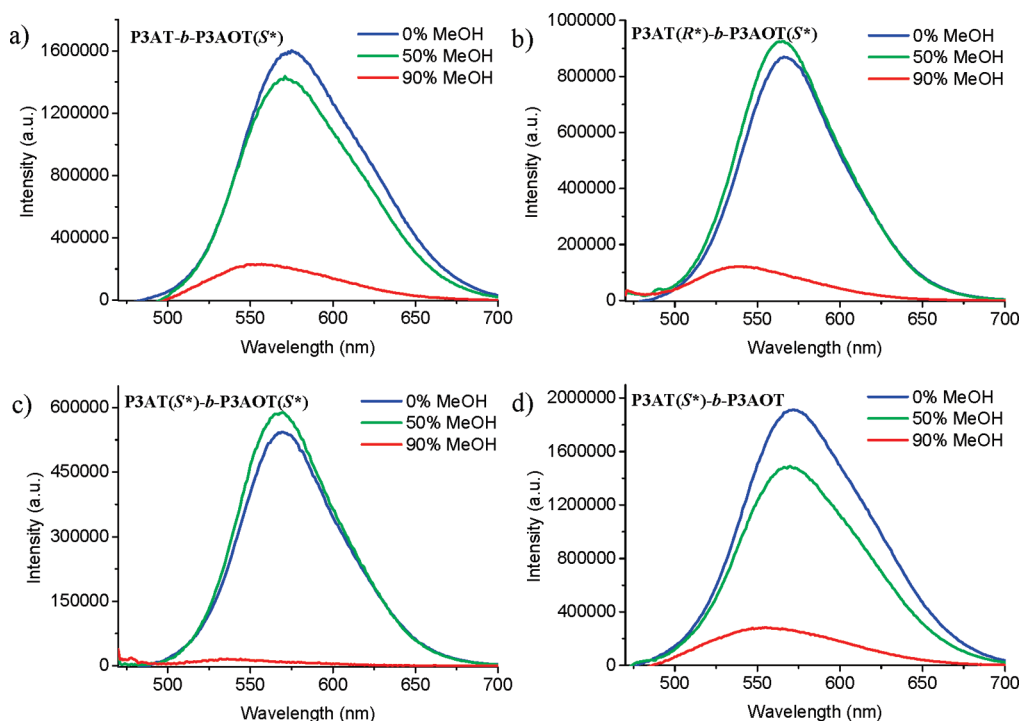 a)
P3AT-b-P3AOT(S*)
0% MeOH
50% MeOH
90% MeOH
1600000
1200000
800000
400000
0
500
550
600
650
700
Intensity (a.u.)
Wavelength (nm)
b)
P3AT(R*)-b-P3AOT(S*)
0% MeOH
50% MeOH
90% MeOH
1000000
800000
600000
400000
200000
0
500
550
600
650
700
Intensity (a.u.)
Wavelength (nm)
c)
P3AT(S*)-b-P3AOT(S*)
0% MeOH
50% MeOH
90% MeOH
600000
450000
300000
150000
0
500
550
600
650
700
Intensity (a.u.)
Wavelength (nm)
d)
P3AT(S*)-b-P3AOT
0% MeOH
50% MeOH
90% MeOH
2000000
1600000
1200000
800000
400000
0
500
550
600
650
700
Intensity (a.u.)
Wavelength (nm)